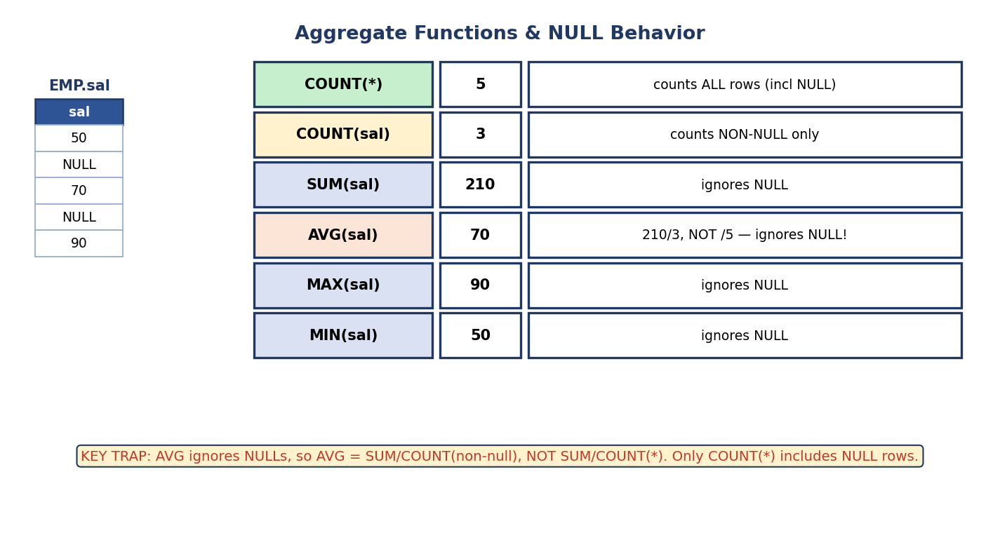 Aggregate Functions & NULL Behavior
EMP.sal
sal
50
NULL
70
NULL
90
COUNT(*) 5 counts ALL rows (incl NULL)
COUNT(sal) 3 counts NON-NULL only
SUM(sal) 210 ignores NULL
AVG(sal) 70 210/3, NOT /5 — ignores NULL!
MAX(sal) 90 ignores NULL
MIN(sal) 50 ignores NULL
KEY TRAP: AVG ignores NULLs, so AVG = SUM/COUNT(non-null), NOT SUM/COUNT(*). Only COUNT(*) includes NULL rows.